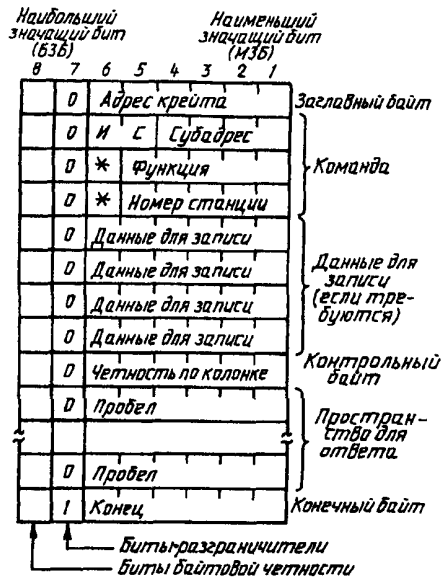 Наибольший значащий бит (БЗБ)
Наименьший значащий бит (МЗБ)
8 7 6 5 4 3 2 1
0 Адрес крейта Заглавный байт
0 И С Субадрес
0 * Функция Команда
0 * Номер станции
0 Данные для записи
0 Данные для записи Данные для записи (если тре-
0 Данные для записи буются)
0 Данные для записи
0 Четность по колонке Контрольный байт
0 Пробел Простран-
ство для ответа
0 Пробел
1 Конец Конечный байт
Биты-разграничители
Биты байтовой четности